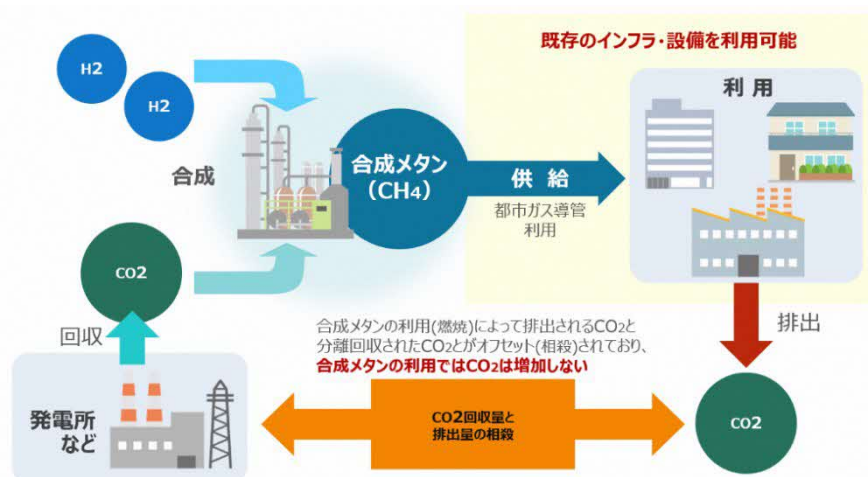 既存のインフラ・設備を利用可能
H2
H2
合成
合成メタン
(CH4)
供 給
都市ガス導管
利用
利 用
CO2
回収
発電所
など
合成メタンの利用(燃焼)によって排出されるCO2と
分離回収されたCO2とがオフセット(相殺)されており、
合成メタンの利用ではCO2は増加しない
排出
CO2回収量と
排出量の相殺
CO2